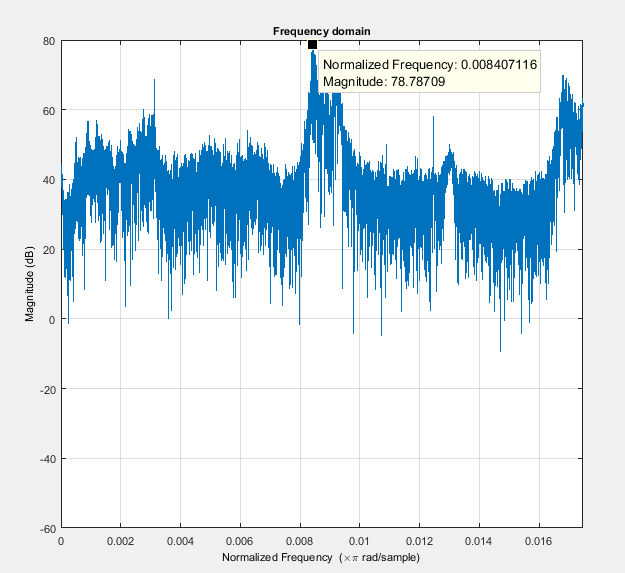 Frequency domain
Normalized Frequency: 0.008407116
Magnitude: 78.78709
80
60
40
20
0
-20
-40
-60
Magnitude (dB)
0 0.002 0.004 0.006 0.008 0.01 0.012 0.014 0.016
Normalized Frequency (×π rad/sample)